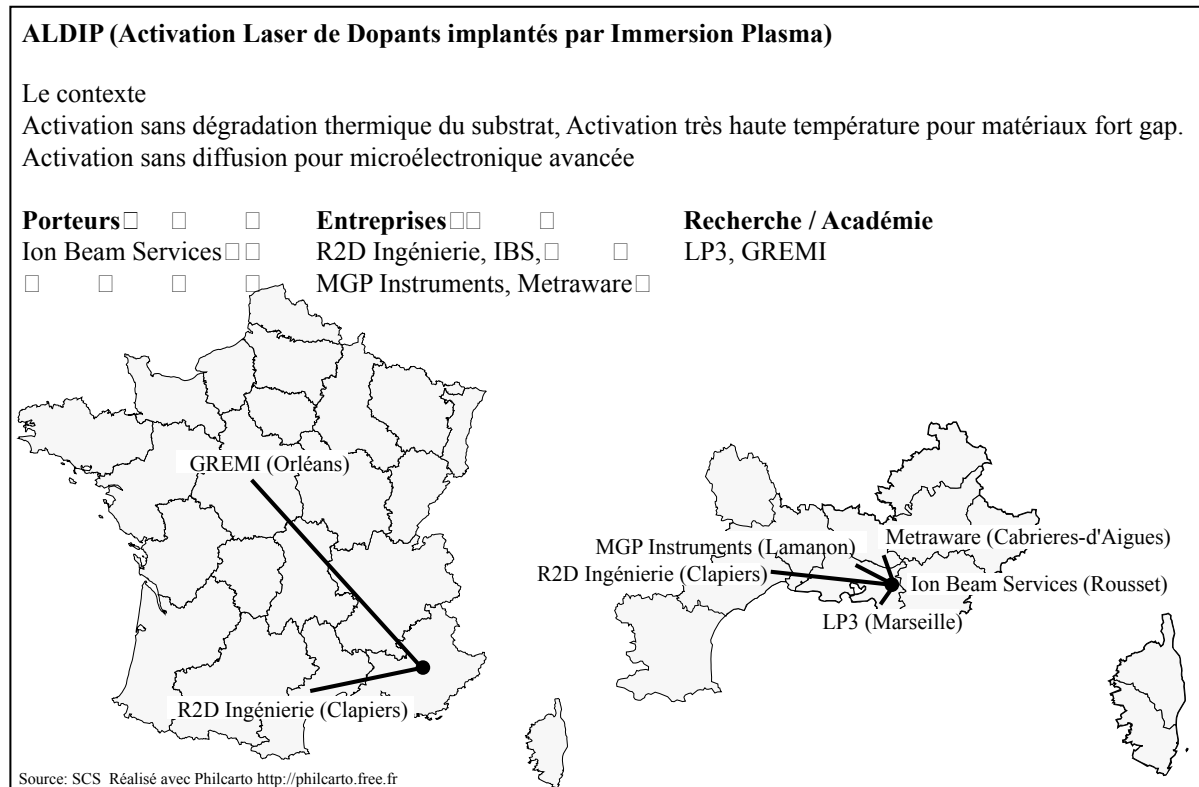 ALDIP (Activation Laser de Dopants implantés par Immersion Plasma)
Le contexte
Activation sans dégradation thermique du substrat, Activation très haute température pour matériaux fort gap.
Activation sans diffusion pour microélectronique avancée
Porteurs Entreprises Recherche / Académie
Ion Beam Services R2D Ingénierie, IBS, LP3, GREMI
MGP Instruments, Metraware
GREMI (Orléans)
R2D Ingénierie (Clapiers)
Metraware (Cabrieres-d'Aigues)
MGP Instruments (Lamanon)
R2D Ingénierie (Clapiers)
Ion Beam Services (Rousset)
LP3 (Marseille)
Source: SCS Réalisé avec Philcarto http://philcarto.free.fr